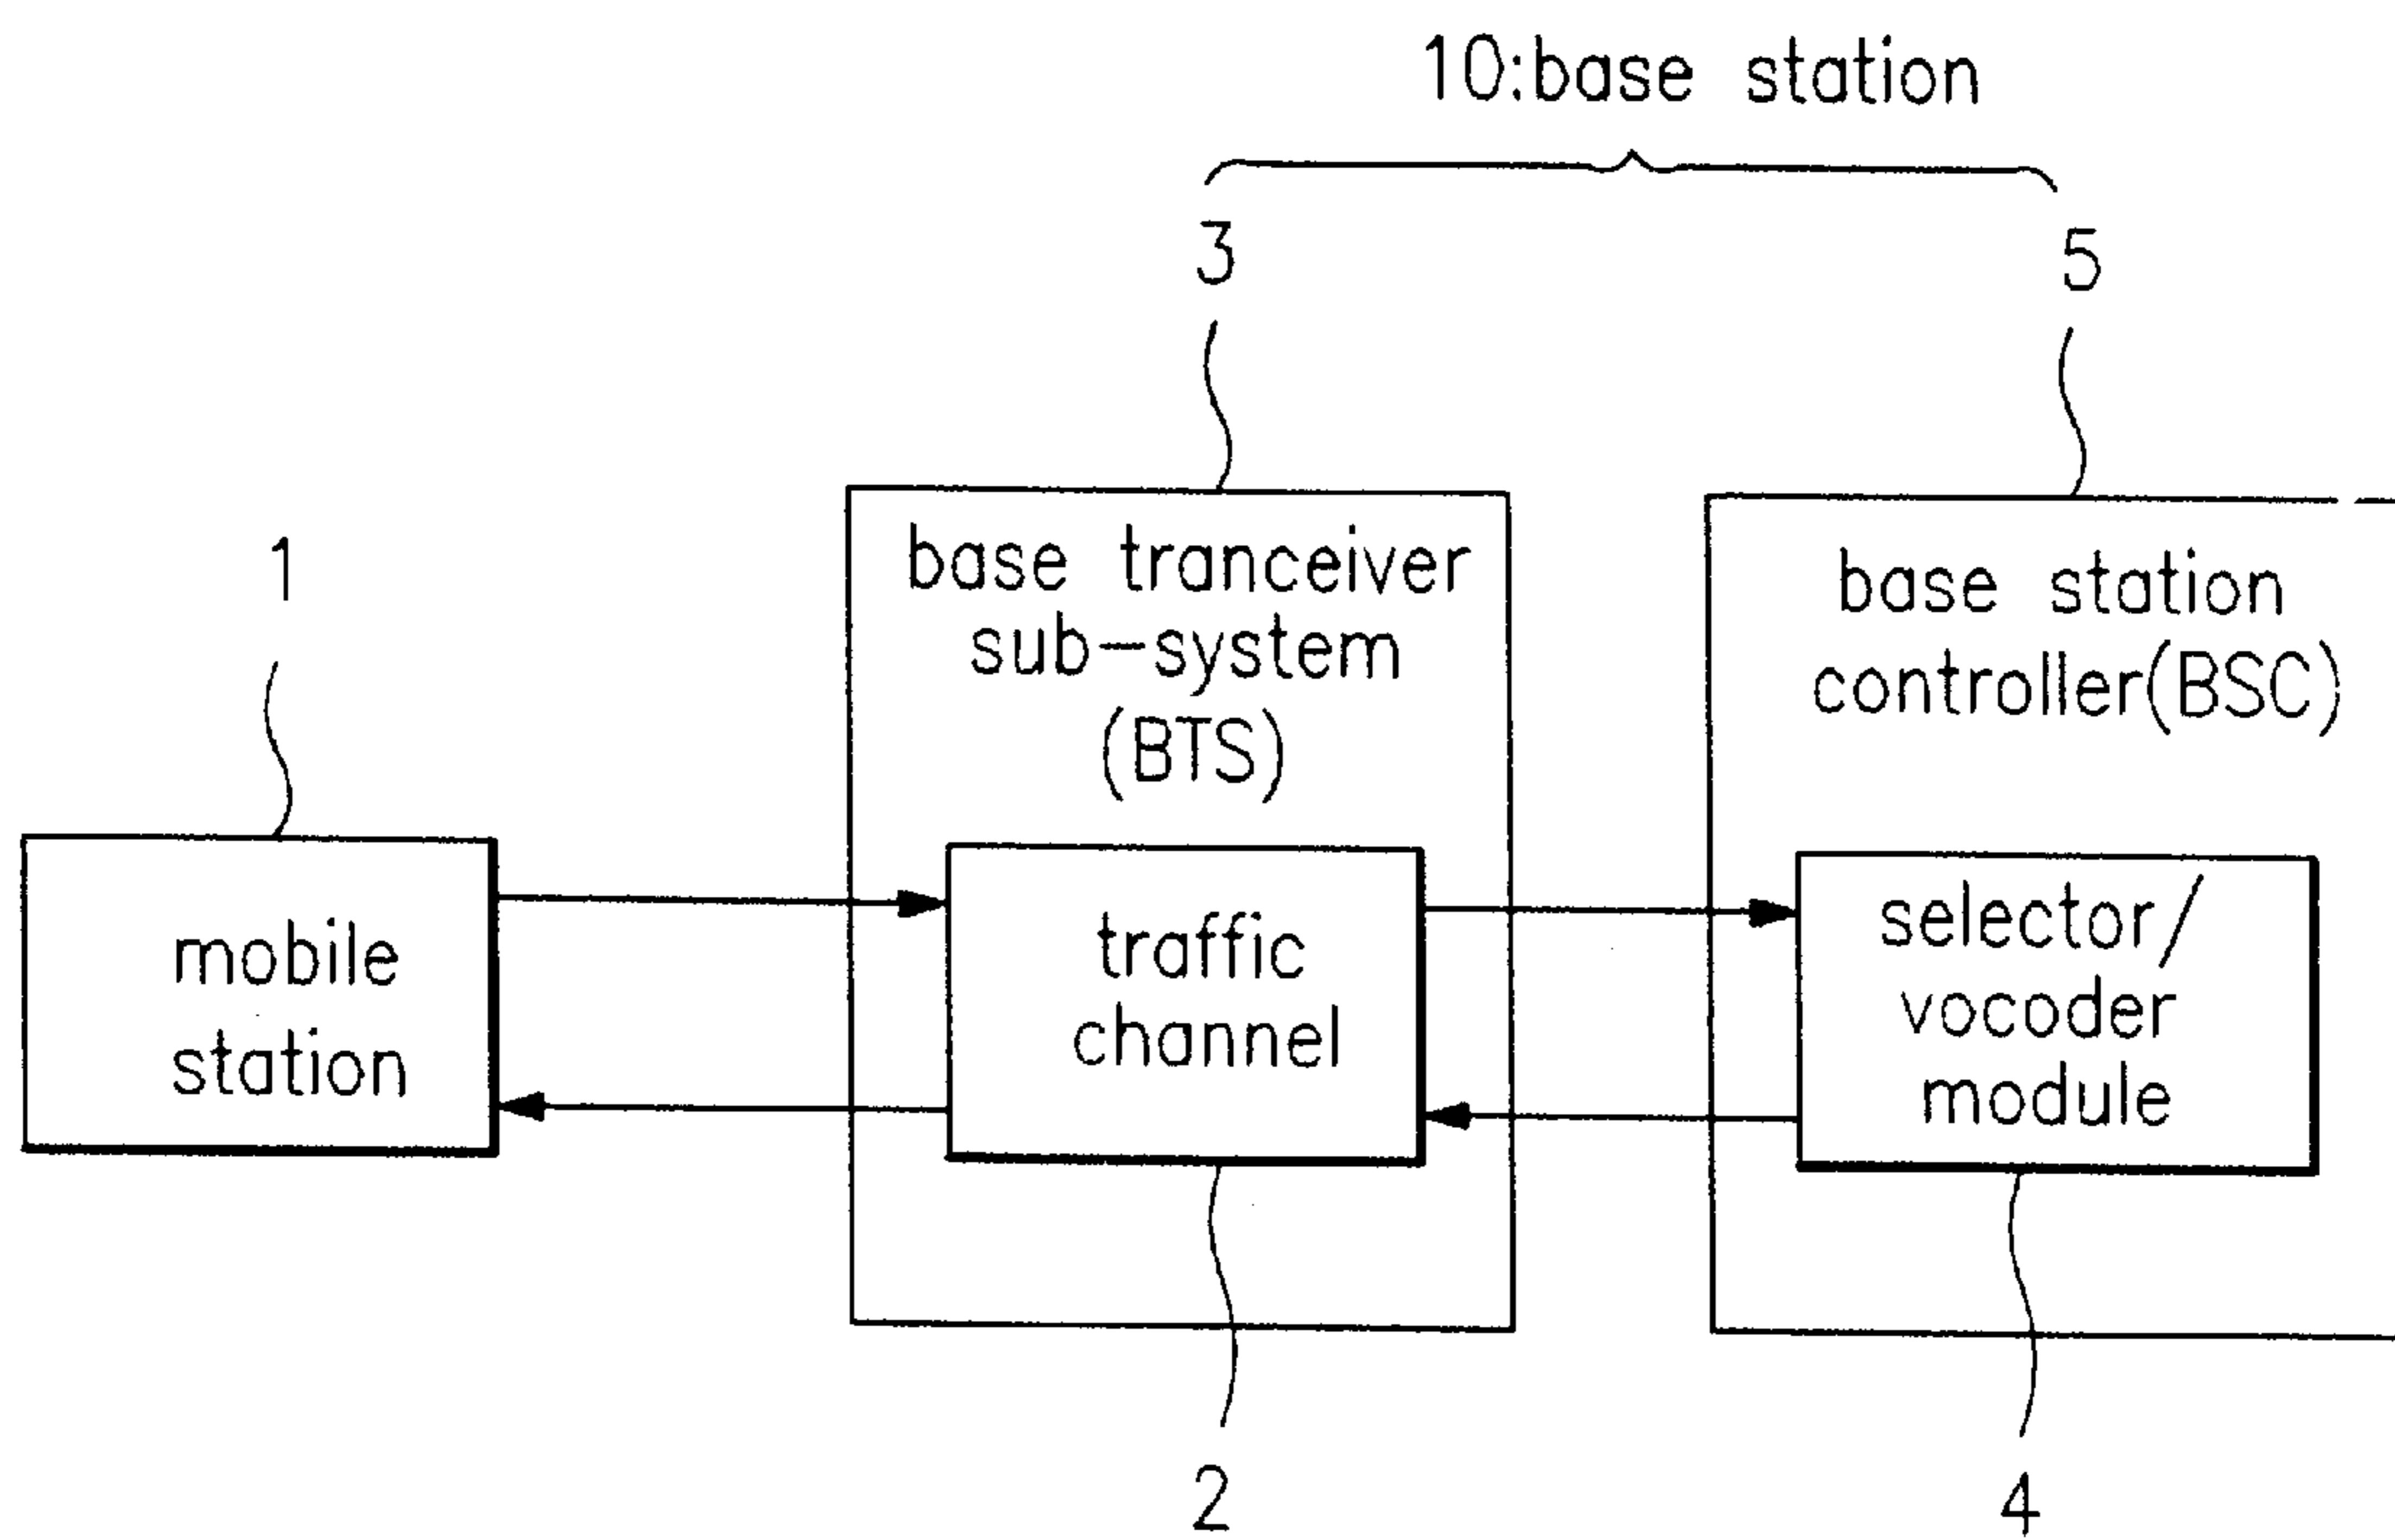 10:base station
3
5
1
base tranceiver
sub-system
(BTS)
base station
controller(BSC)
mobile
station
traffic
channel
selector/
vocoder
module
2
4